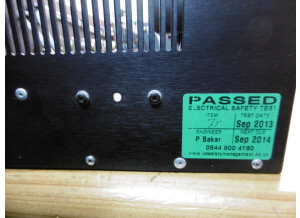 PASSED
ELECTRICAL SAFETY TEST
ITEM
TEST DATE
Sep 2013
ENGINEER
NEXT DUE
P Baker
Sep 2014
0844 800 4180